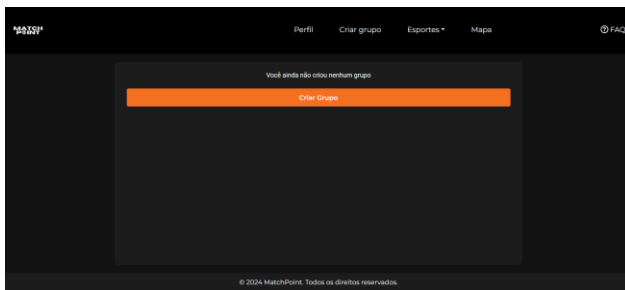 MATCH
POINT
Perfil
Criar grupo
Esportes
Mapa
FAQ
Você ainda não criou nenhum grupo
Criar Grupo
© 2024 MatchPoint. Todos os direitos reservados.